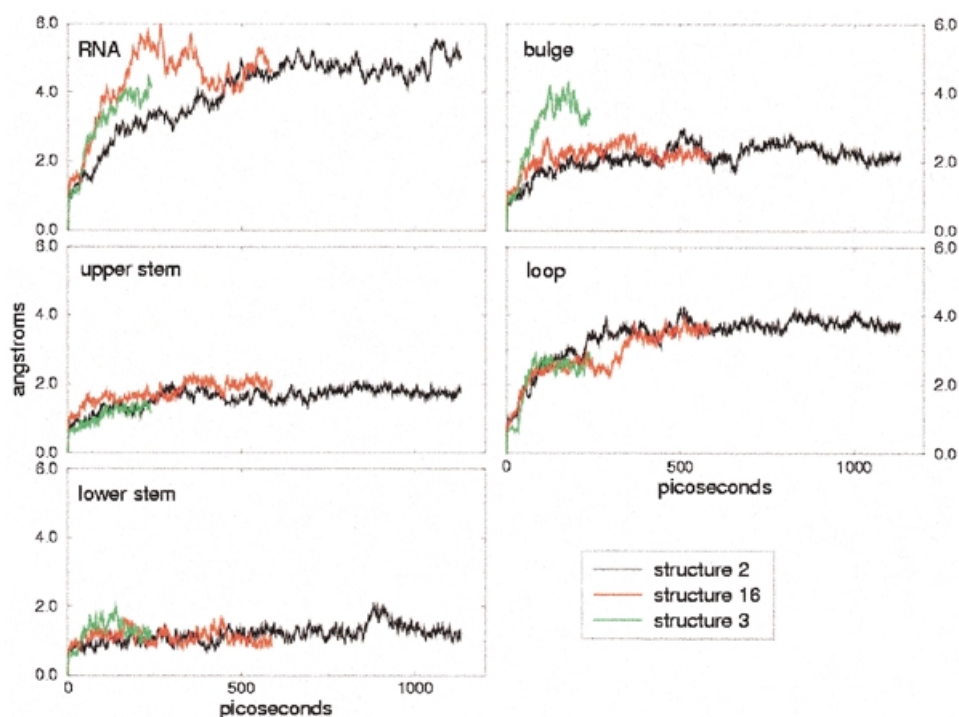 RNA
6.0
4.0
2.0
0.0
bulge
6.0
4.0
2.0
0.0
upper stem
6.0
4.0
2.0
0.0
angstroms
loop
6.0
4.0
2.0
0.0
0
500
1000
picoseconds
lower stem
6.0
4.0
2.0
0.0
0
500
1000
picoseconds
structure 2
structure 16
structure 3